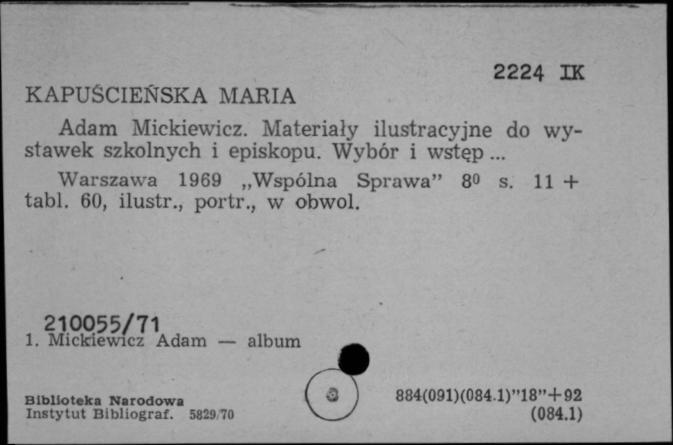 2224 IK
KAPUŚCIEŃSKA MARIA
Adam Mickiewicz. Materiały ilustracyjne do wy-
stawek szkolnych i episkopu. Wybór i wstęp ...
Warszawa 1969 „Wspólna Sprawa” 8⁰ s. 11 +
tabl. 60, ilustr., portr., w obwol.
210055/71
1. Mickiewicz Adam — album
Biblioteka Narodowa
Instytut Bibliograf. 5829/70
884(091)(084.1)”18”+92
(084.1)